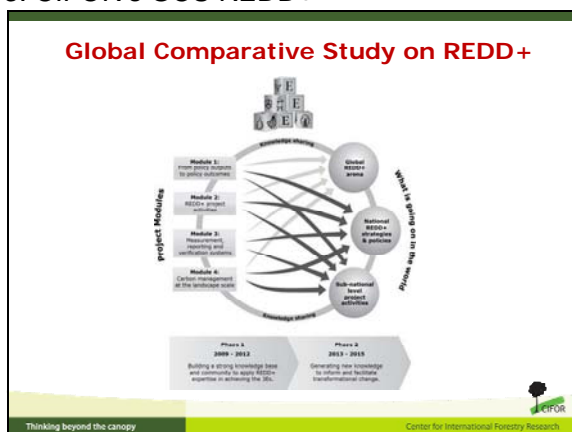 Global Comparative Study on REDD+
Knowledge sharing
Module 1:
From policy outputs
to policy outcomes
Module 2:
REDD+ project
activities
Module 3:
Measurement,
reporting and
verification systems
Module 4:
Carbon management
at the landscape scale
Project Modules
Global
REDD+
arena
National
REDD+
strategies
& policies
Sub-national
level
project
activities
What is going on in the world
Knowledge sharing
Phase 1
2009 - 2012
Building a strong knowledge base
and community to apply REDD+
expertise in achieving the 3Es.
Phase 2
2013 - 2015
Generating new knowledge
to inform and facilitate
transformational change.
CIFOR
Thinking beyond the canopy
Center for International Forestry Research